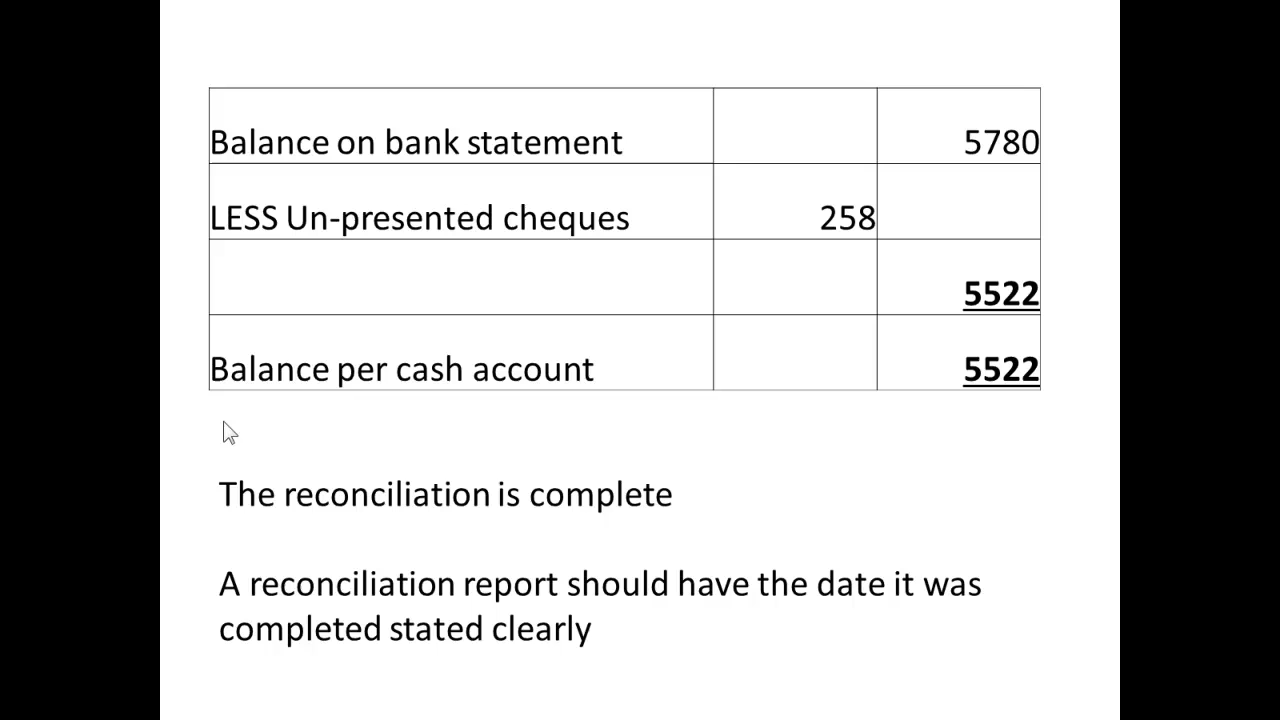 Balance on bank statement 5780
LESS Un-presented cheques 258
5522
Balance per cash account 5522
The reconciliation is complete
A reconciliation report should have the date it was
completed stated clearly